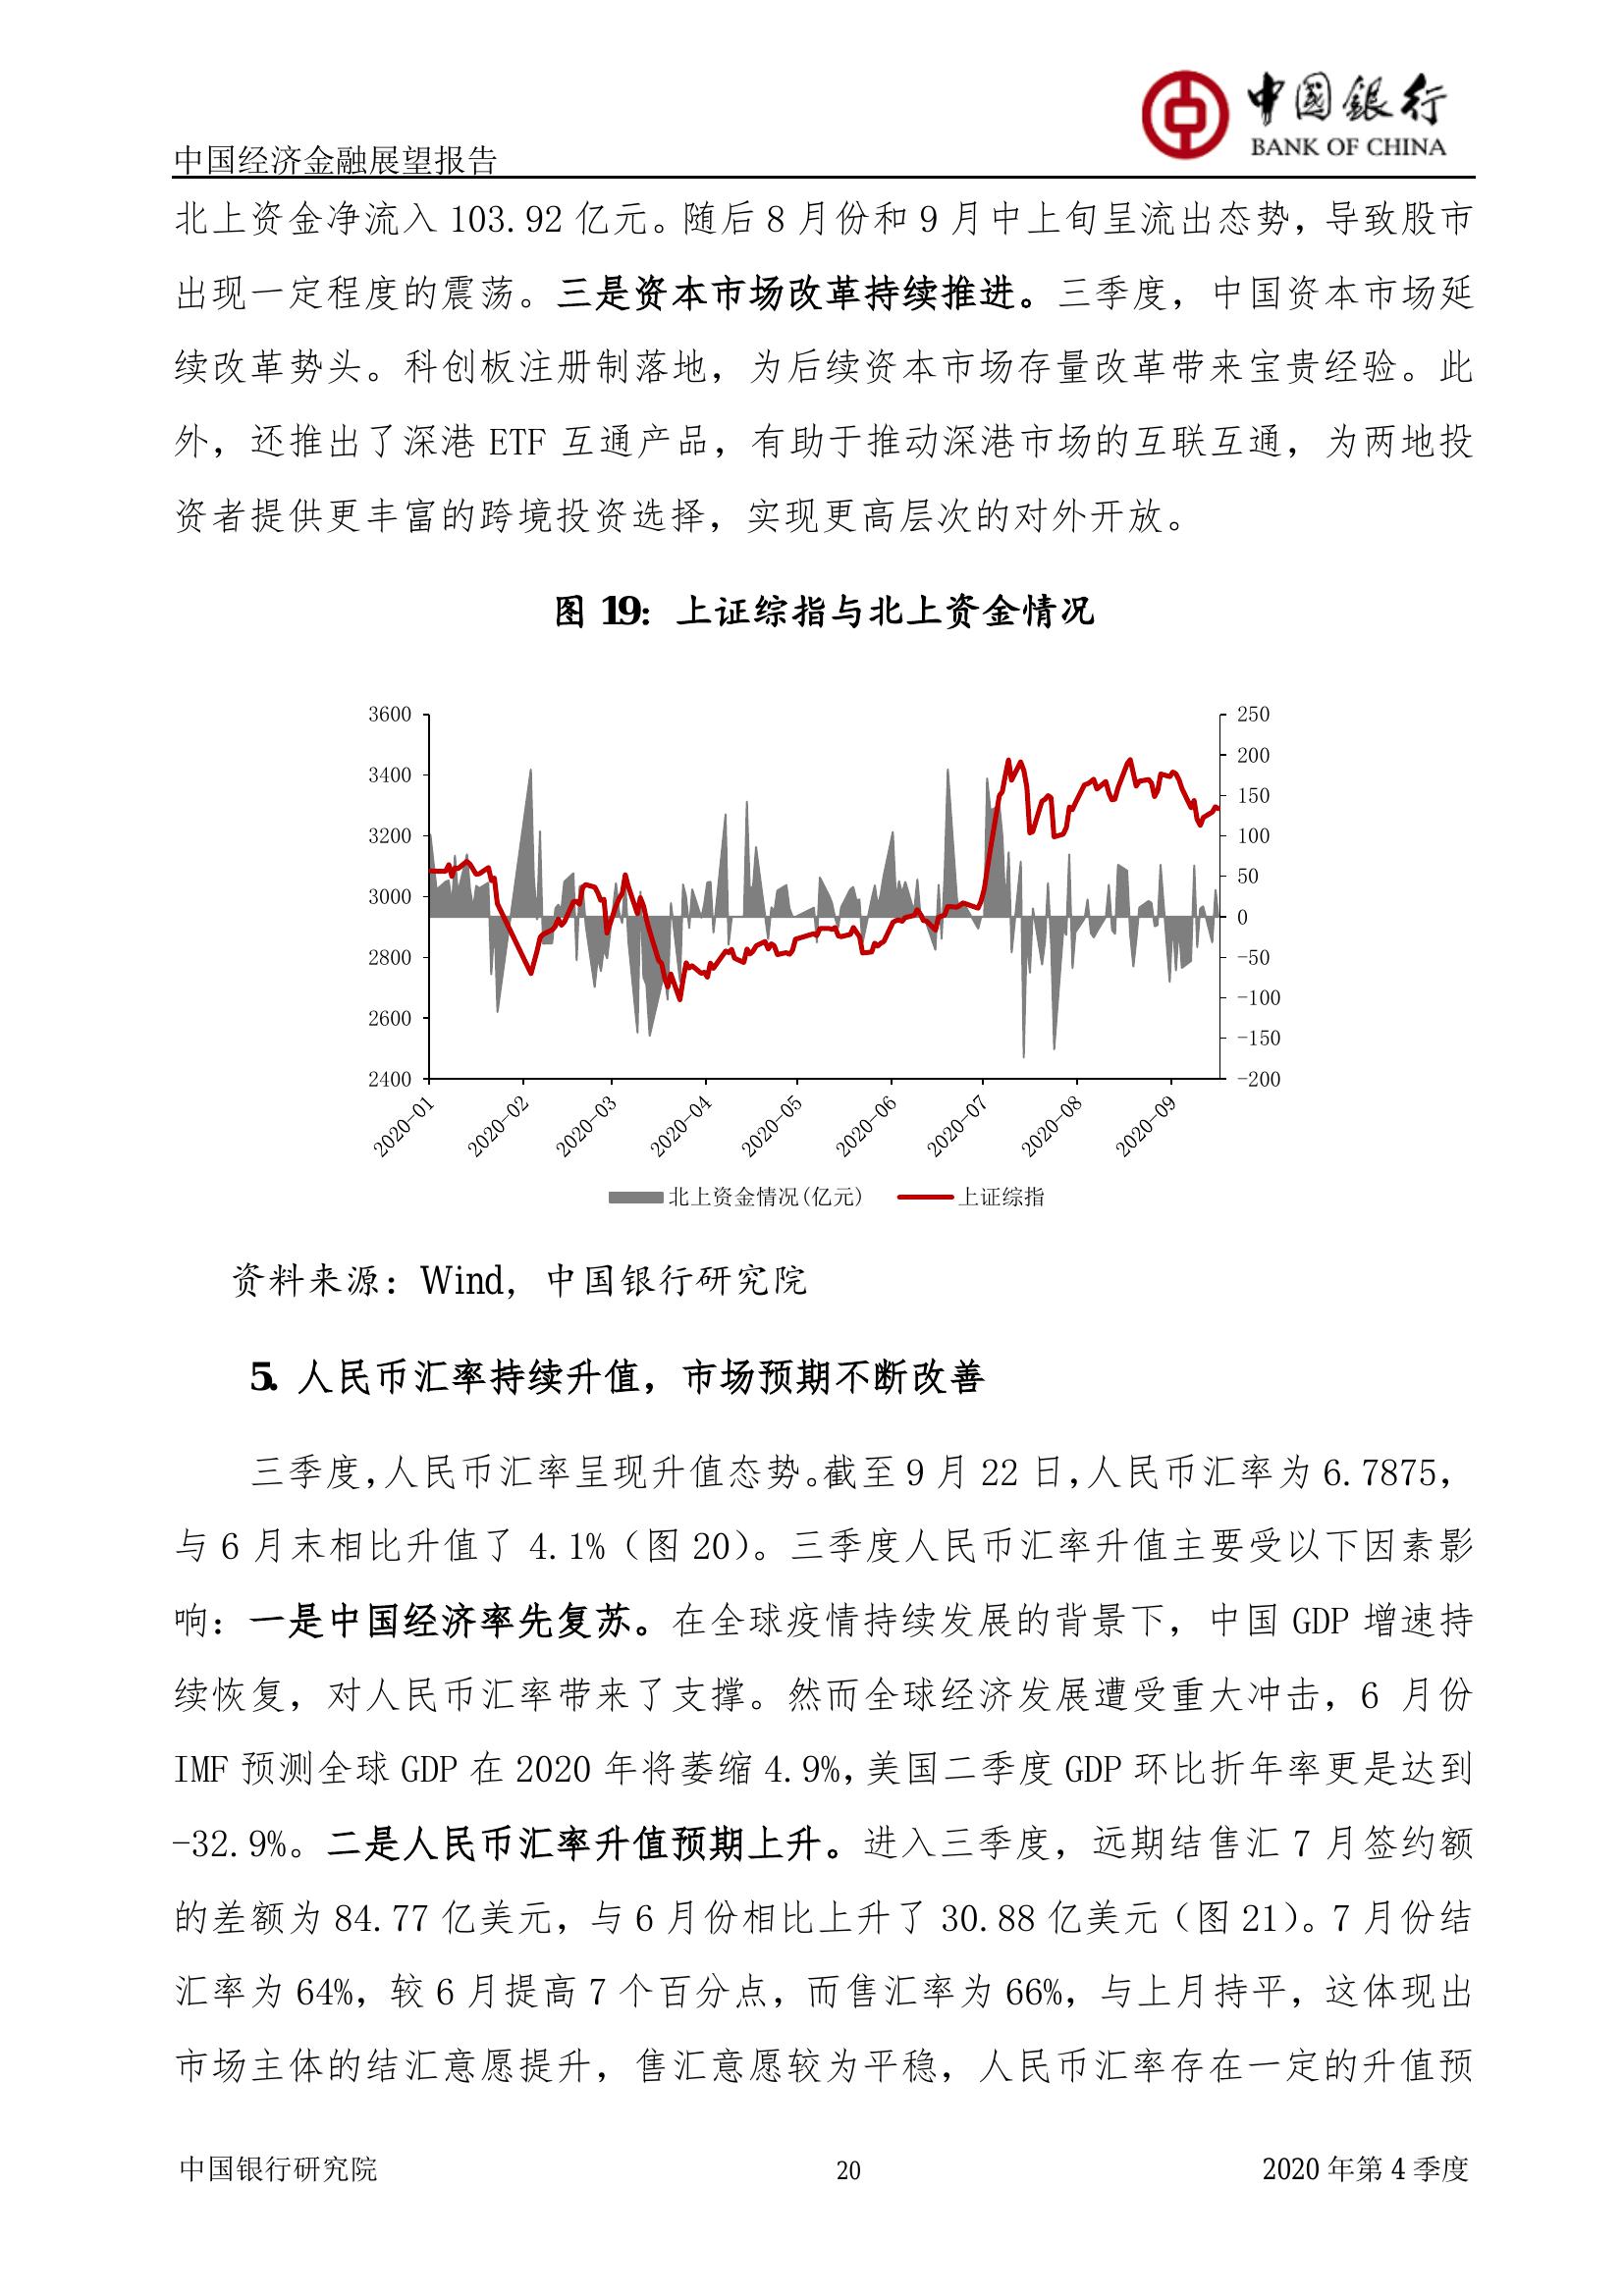 中國銀行
BANK OF CHINA
中国经济金融展望报告
北上资金净流入 103.92 亿元。随后 8 月份和 9 月中上旬呈流出态势，导致股市
出现一定程度的震荡。三是资本市场改革持续推进。三季度，中国资本市场延
续改革势头。科创板注册制落地，为后续资本市场存量改革带来宝贵经验。此
外，还推出了深港 ETF 互通产品，有助于推动深港市场的互联互通，为两地投
资者提供更丰富的跨境投资选择，实现更高层次的对外开放。
图 19：上证综指与北上资金情况
3600
3400
3200
3000
2800
2600
2400
250
200
150
100
50
0
-50
-100
-150
-200
2020-01
2020-02
2020-03
2020-04
2020-05
2020-06
2020-07
2020-08
2020-09
北上资金情况(亿元) 上证综指
资料来源：Wind，中国银行研究院
5. 人民币汇率持续升值，市场预期不断改善
三季度，人民币汇率呈现升值态势。截至 9 月 22 日，人民币汇率为 6.7875，
与 6 月末相比升值了 4.1%（图 20）。三季度人民币汇率升值主要受以下因素影
响：一是中国经济率先复苏。在全球疫情持续发展的背景下，中国 GDP 增速持
续恢复，对人民币汇率带来了支撑。然而全球经济发展遭受重大冲击，6 月份
IMF 预测全球 GDP 在 2020 年将萎缩 4.9%，美国二季度 GDP 环比折年率更是达到
-32.9%。二是人民币汇率升值预期上升。进入三季度，远期结售汇 7 月签约额
的差额为 84.77 亿美元，与 6 月份相比上升了 30.88 亿美元（图 21）。7 月份结
汇率为 64%，较 6 月提高 7 个百分点，而售汇率为 66%，与上月持平，这体现出
市场主体的结汇意愿提升，售汇意愿较为平稳，人民币汇率存在一定的升值预
中国银行研究院 20 2020 年第 4 季度